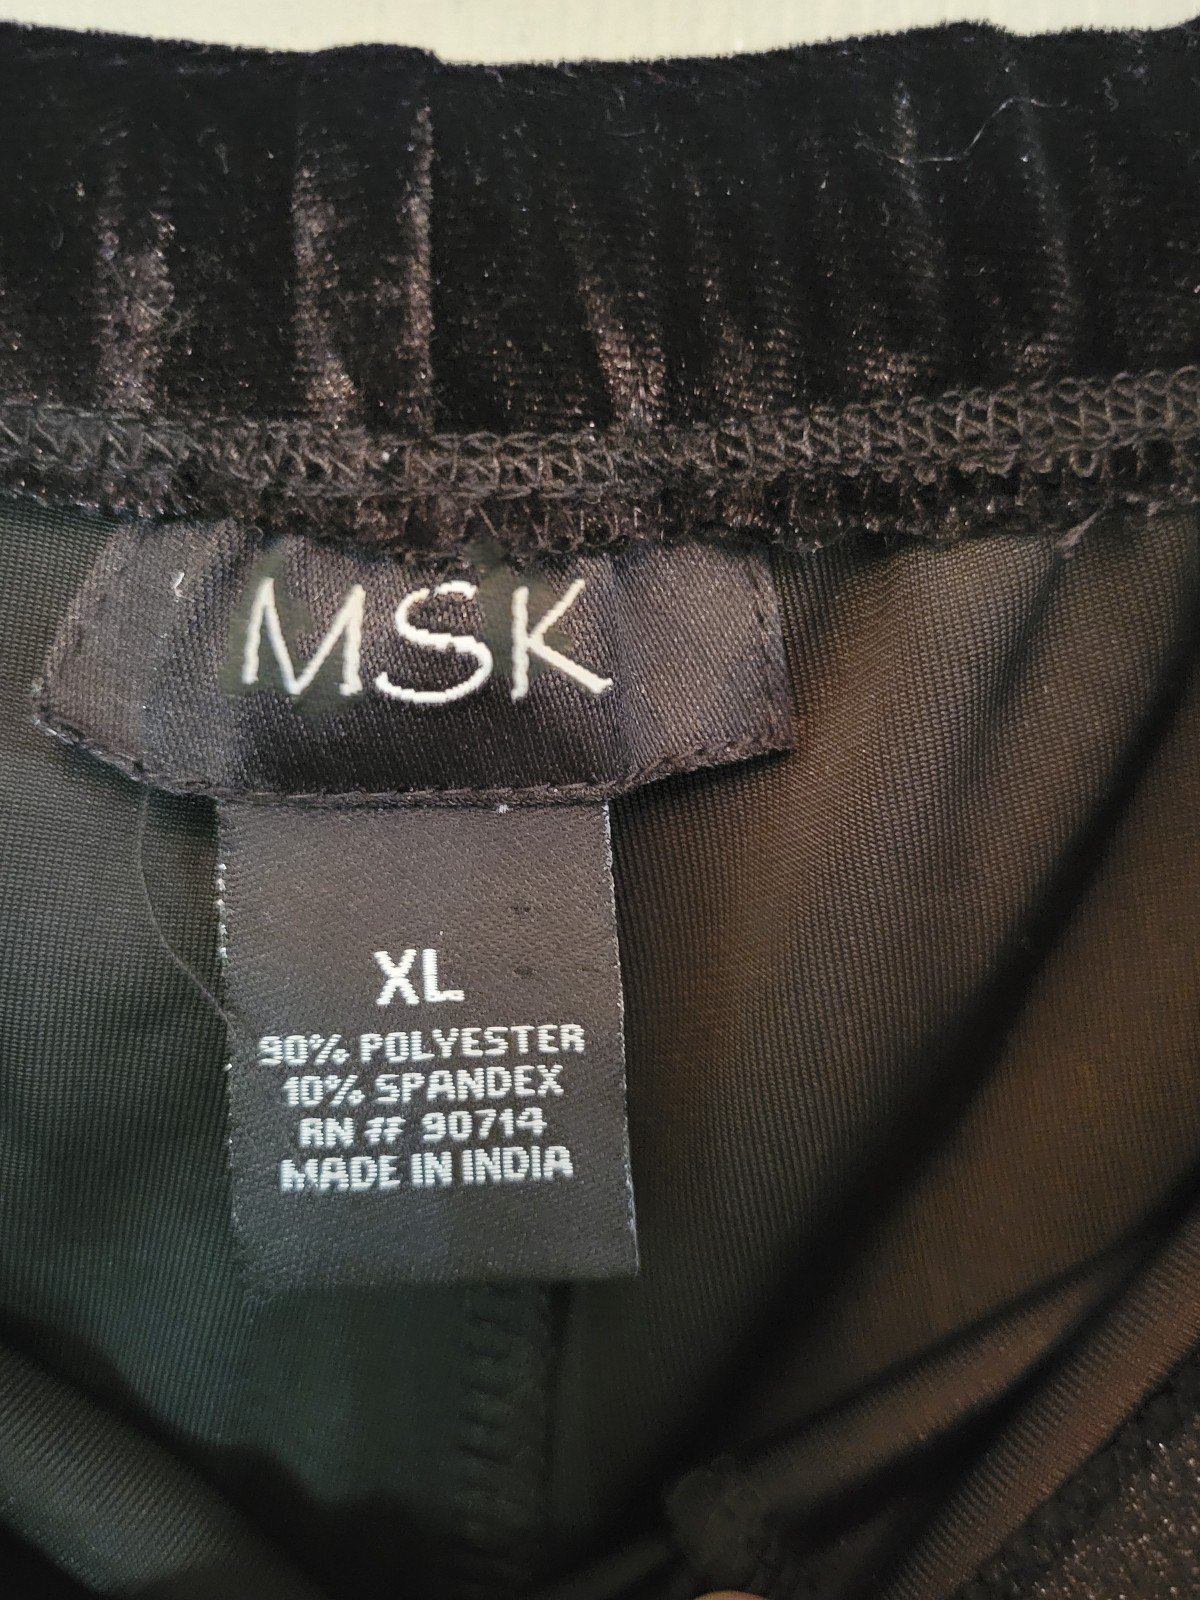 MSK
XL
90% POLYESTER
10% SPANDEX
RN # 90714
MADE IN INDIA